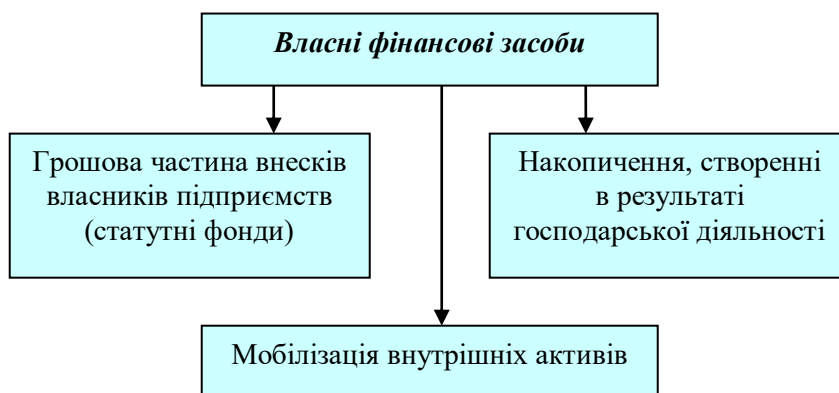 Власні фінансові засоби
Грошова частина внесків
власників підприємств
(статутні фонди)
Накопичення, створенні
в результаті
господарської діяльності
Мобілізація внутрішніх активів